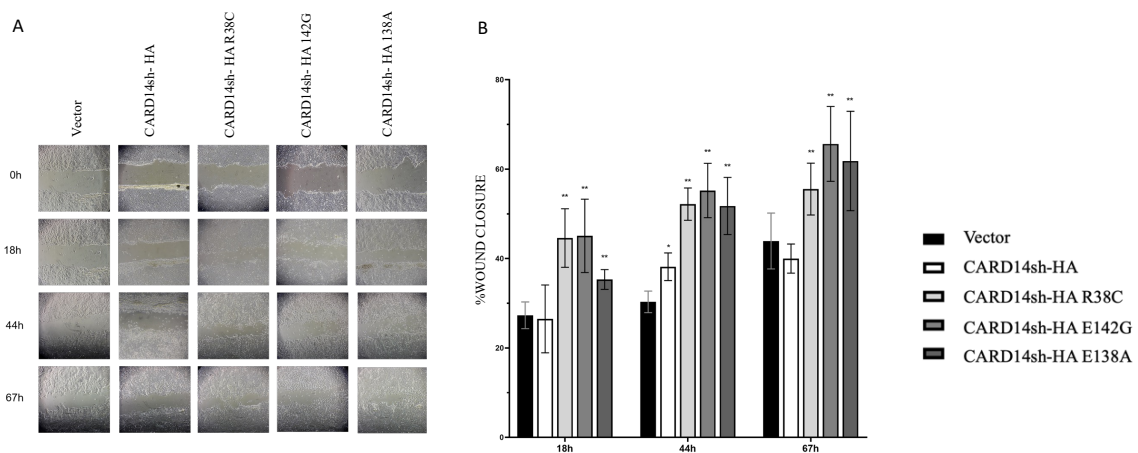 A
Vector
CARD14sh- HA
CARD14sh- HA R38C
CARD14sh- HA 142G
CARD14sh- HA 138A
0h
18h
44h
67h
B
%WOUND CLOSURE
80
60
40
20
0
** ** **
* ** ** **
** ** **
18h 44h 67h
Vector
CARD14sh-HA
CARD14sh-HA R38C
CARD14sh-HA E142G
CARD14sh-HA E138A